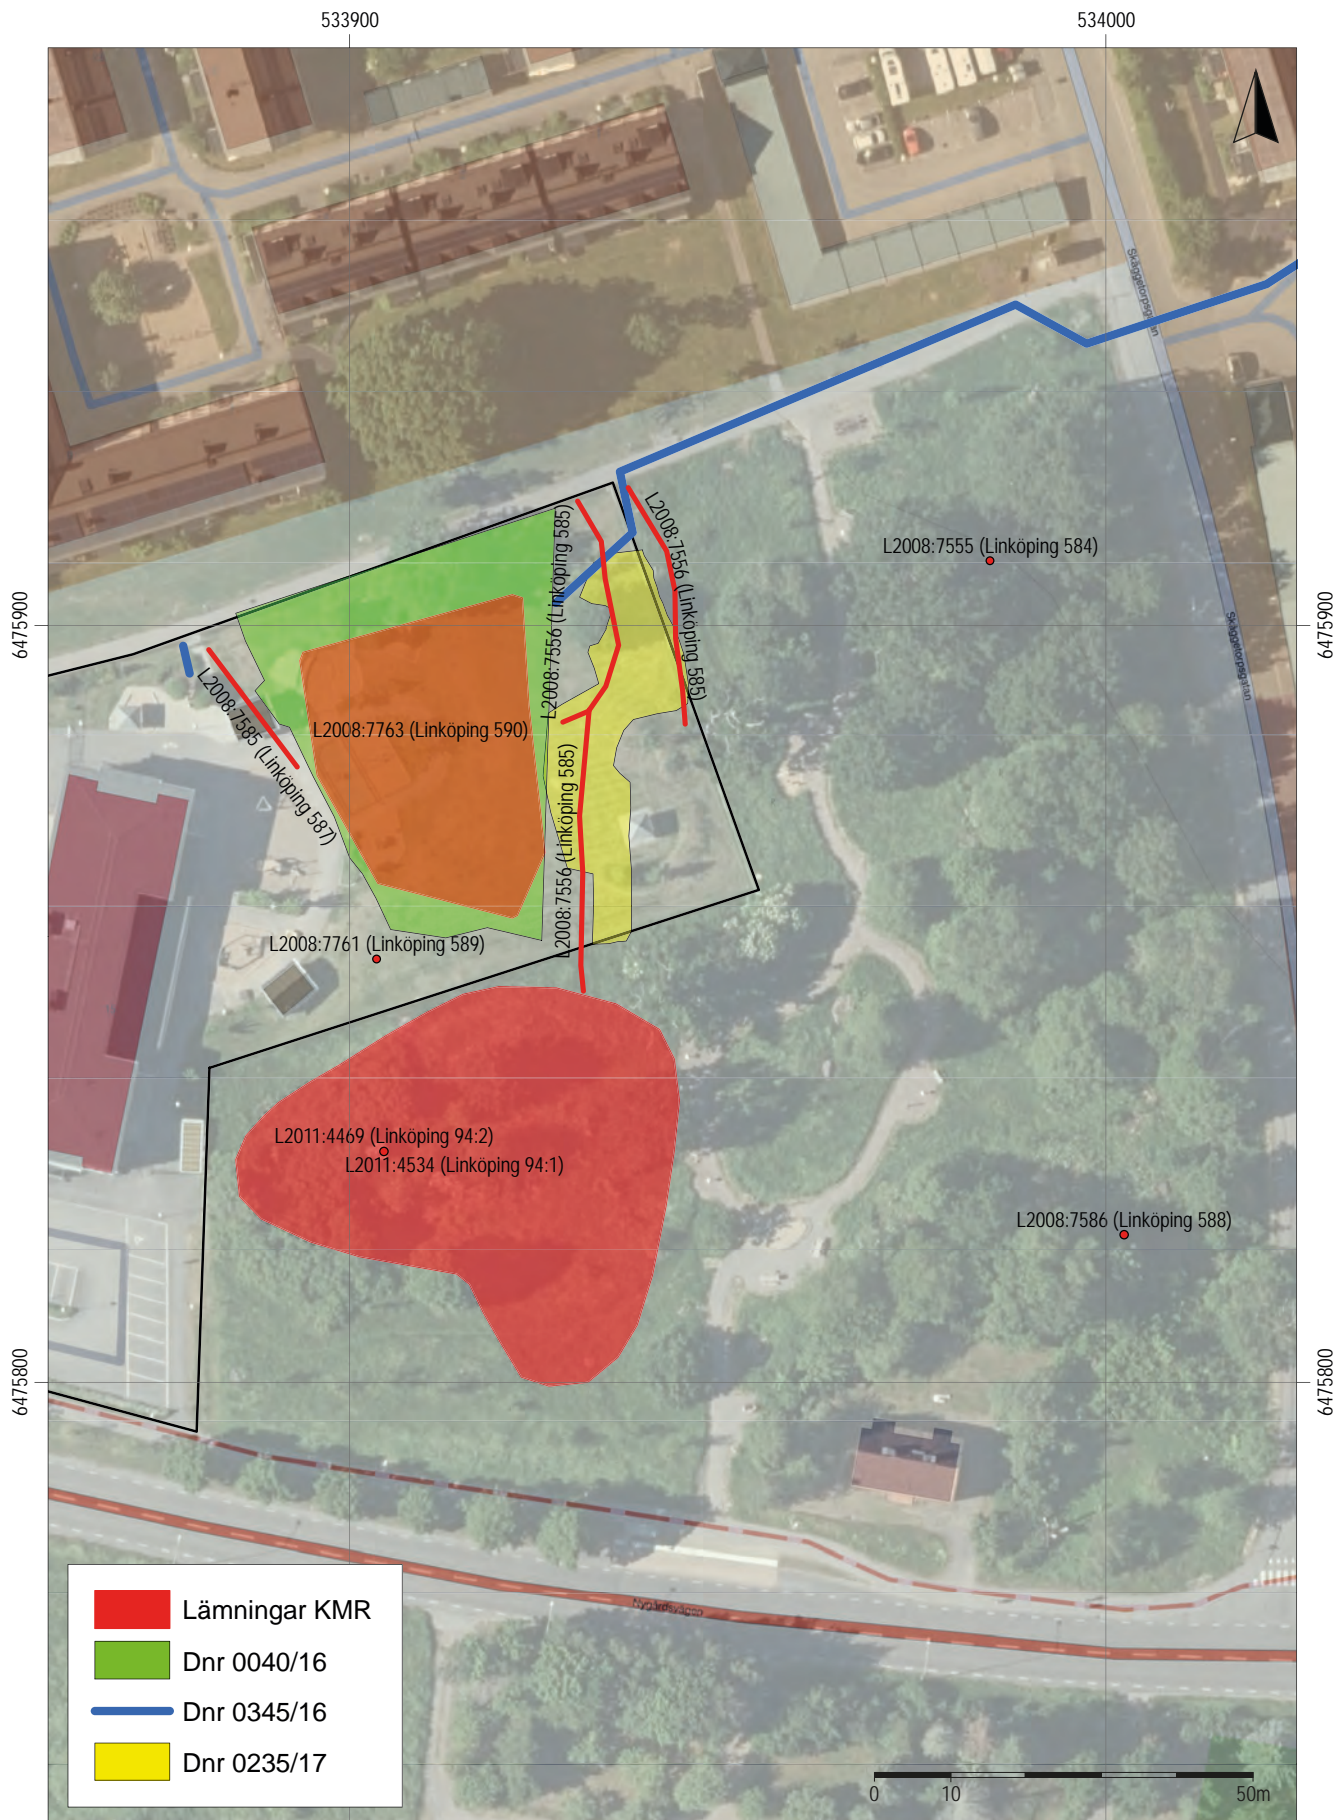 533900
534000
Skäggetorpsgatan
L2008:7556 (Linköping 585)
L2008:7556 (Linköping 585)
L2008:7555 (Linköping 584)
6475900
6475900
Skäggetorpsgatan
L2008:7585 (Linköping 587)
L2008:7763 (Linköping 590)
L2008:7556 (Linköping 585)
L2008:7761 (Linköping 589)
L2011:4469 (Linköping 94:2)
L2011:4534 (Linköping 94:1)
L2008:7586 (Linköping 588)
6475800
6475800
Nygårdsvägen
Lämningar KMR
Dnr 0040/16
Dnr 0345/16
Dnr 0235/17
0 10 50m